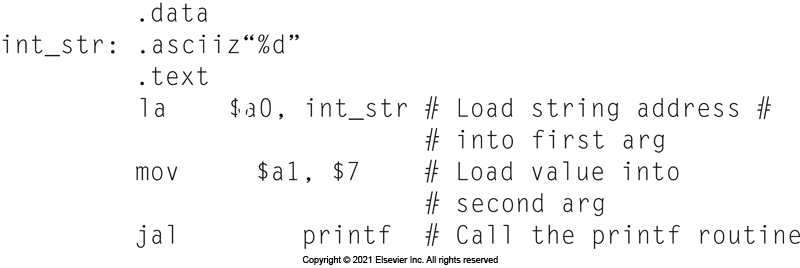 .data
int_str: .asciiz“%d”
.text
la $a0, int_str # Load string address #
# into first arg
mov $a1, $7 # Load value into
# second arg
jal printf # Call the printf routine
Copyright © 2021 Elsevier Inc. All rights reserved